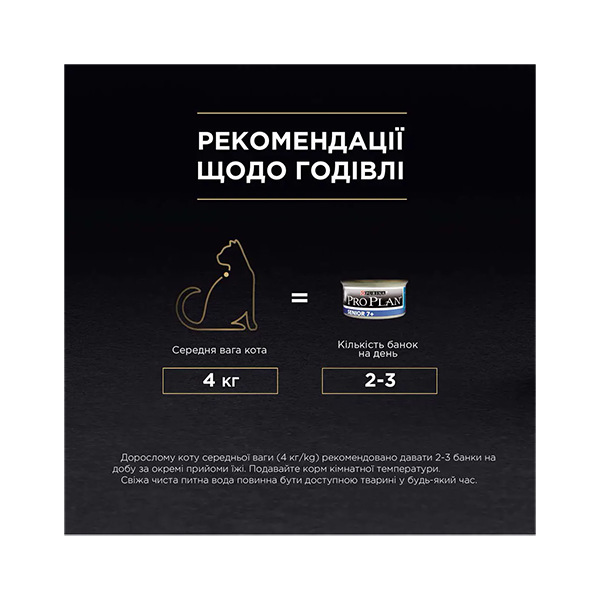 РЕКОМЕНДАЦІЇ
ЩОДО ГОДІВЛІ
=
PURINA
PRO PLAN
SENIOR 7+
Середня вага кота
4 кг
Кількість банок
на день
2-3
Дорослому коту середньої ваги (4 кг/kg) рекомендовано давати 2-3 банки на
добу за окремі прийоми їжі. Подавайте корм кімнатної температури.
Свіжа чиста питна вода повинна бути доступною тварині у будь-який час.